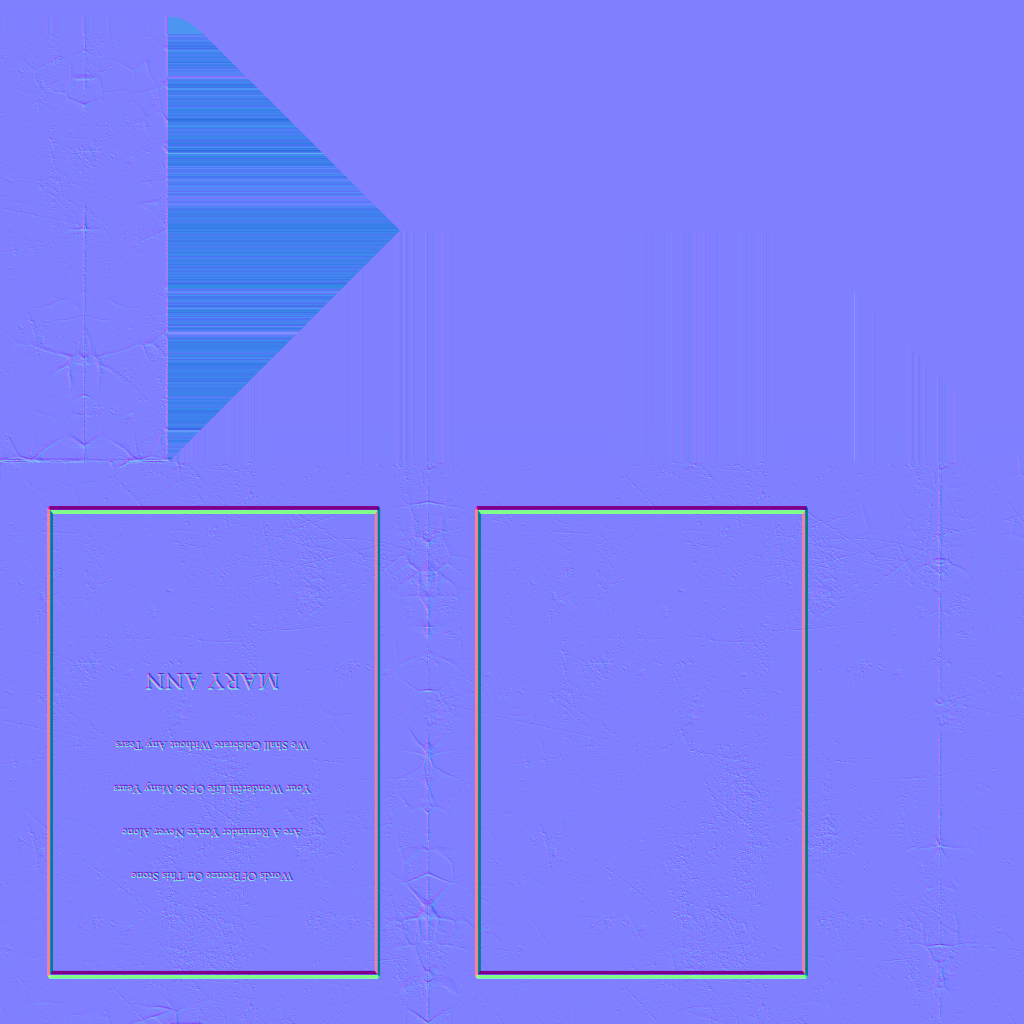 Words Of Bronze On This Stone
Are A Reminder You're Never Alone
Your Wonderful Life Of So Many Years
We Shall Celebrate Without Any Tears
MARY ANN